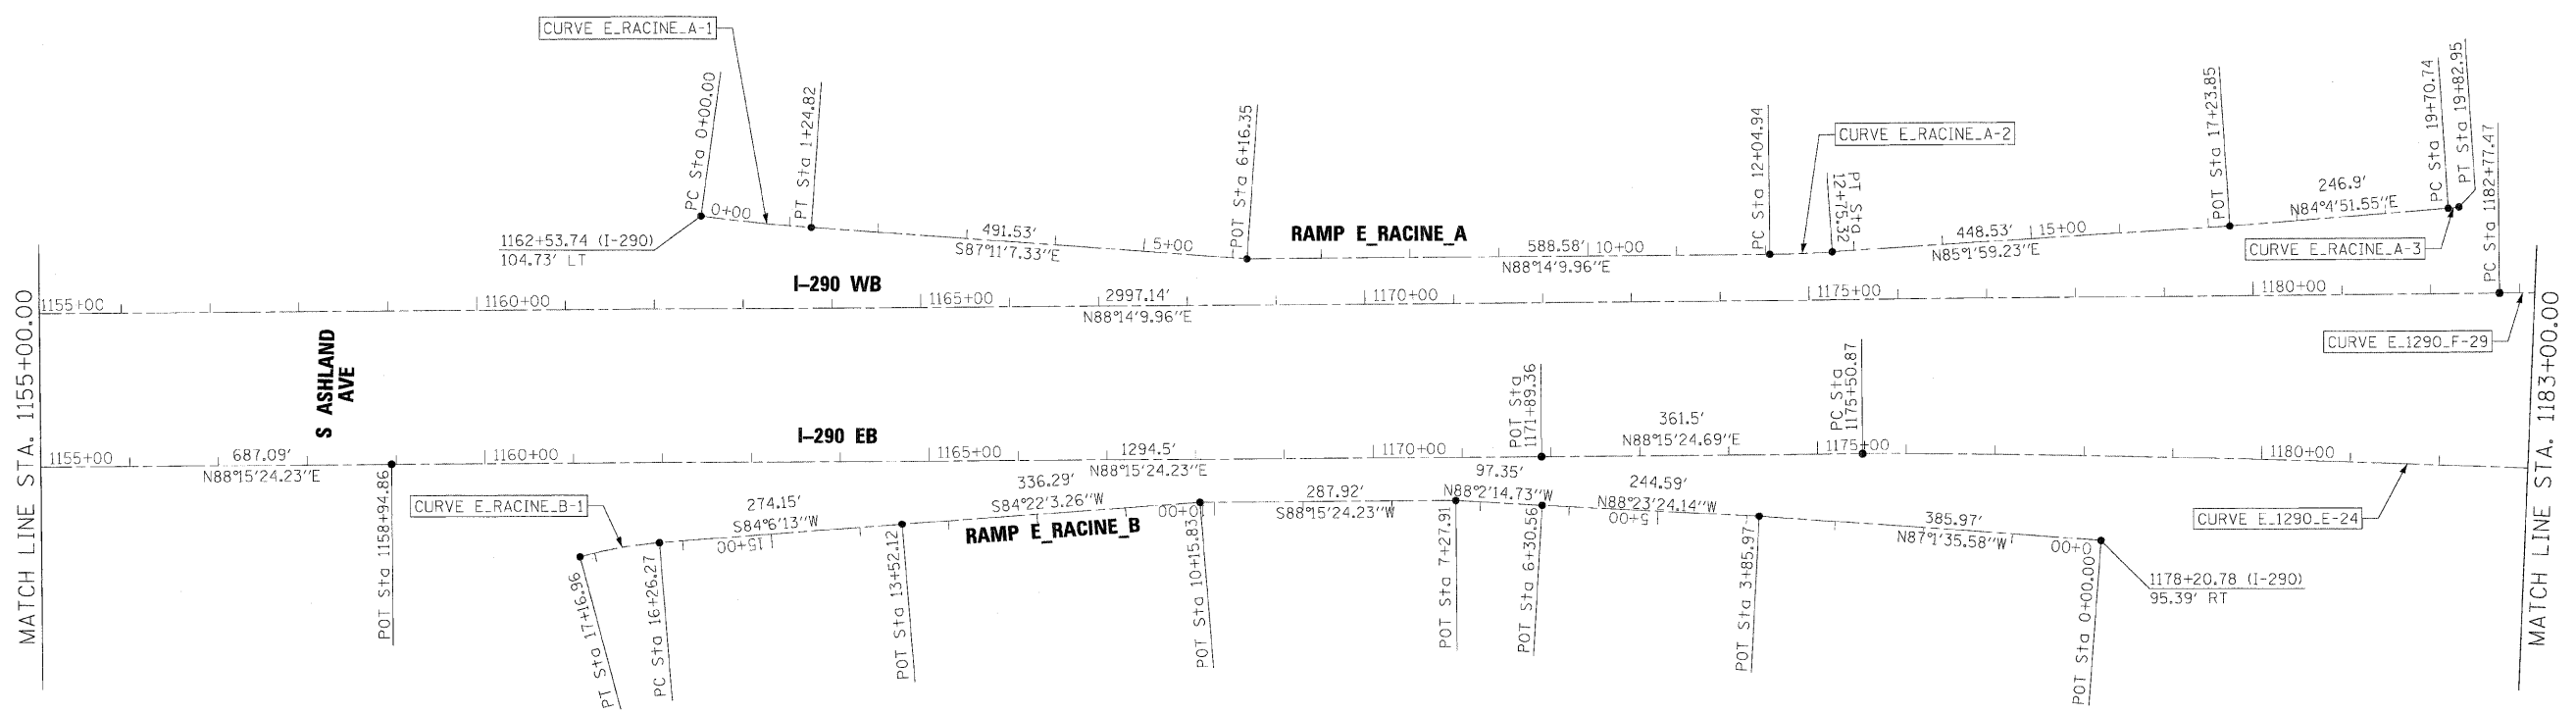 CURVE E_RACINE_A-1
PC Sta 0+00.00
PT Sta 1+24.82
POT Sta 6+16.35
PC Sta 12+04.94
CURVE E_RACINE_A-2
PT Sta
12+75.32
POT Sta 17+23.85
PC Sta 19+70.74
PT Sta 19+82.95
PC Sta 1182+77.47
0+00
1162+53.74 (I-290)
104.73' LT
491.53'
S87°11'7.33"E
5+00
RAMP E_RACINE_A
588.58'
10+00
N88°14'9.96"E
448.53'
15+00
N85°1'59.23"E
246.9'
N84°4'51.55"E
CURVE E_RACINE_A-3
I-290 WB
1155+00
1160+00
1165+00
2997.14'
N88°14'9.96"E
1170+00
1175+00
1180+00
CURVE E_1290_F-29
MATCH LINE STA. 1155+00.00
S ASHLAND
AVE
MATCH LINE STA. 1183+00.00
I-290 EB
1155+00
687.09'
N88°15'24.23"E
POT Sta 1158+94.86
1160+00
1165+00
1294.5'
N88°15'24.23"E
1170+00
POT Sta
1171+89.36
361.5'
N88°15'24.69"E
PC Sta
1175+50.87
1175+00
1180+00
CURVE E_1290_E-24
CURVE E_RACINE_B-1
PT Sta 17+16.96
PC Sta 16+26.27
274.15'
S84°6'13"W
15+00
POT Sta 13+52.12
336.29'
S84°22'3.26"W
RAMP E_RACINE_B
10+00
POT Sta 10+15.83
287.92'
S88°15'24.23"W
POT Sta 7+27.91
97.35'
N88°2'14.73"W
POT Sta 6+30.56
244.59'
N88°23'24.14"W
5+00
POT Sta 3+85.97
385.97'
N87°1'35.58"W
0+00
POT Sta 0+00.00
1178+20.78 (I-290)
95.39' RT